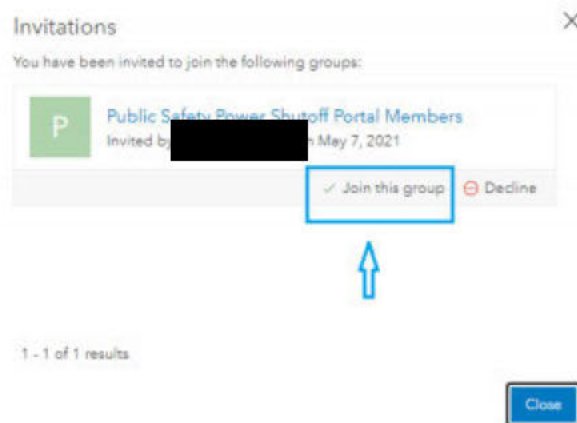 Invitations
You have been invited to join the following groups:
P
Public Safety Power Shutoff Portal Members
Invited by May 7, 2021
Join this group Decline
1 - 1 of 1 results
Close